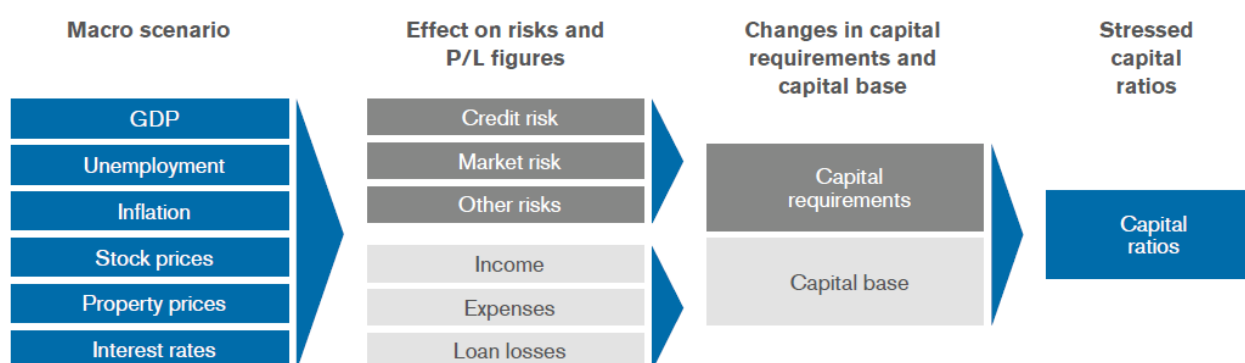 Macro scenario
Effect on risks and
P/L figures
Changes in capital
requirements and
capital base
Stressed
capital
ratios
GDP
Unemployment
Inflation
Stock prices
Property prices
Interest rates
Credit risk
Market risk
Other risks
Income
Expenses
Loan losses
Capital
requirements
Capital base
Capital
ratios